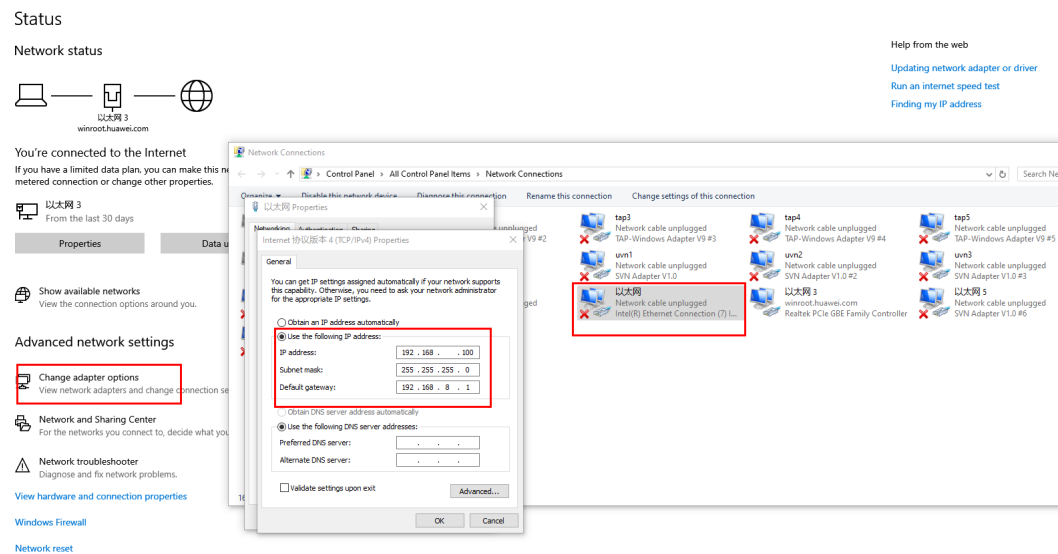 Status
Network status
以太网 3
winroot.huawei.com
You're connected to the Internet
If you have a limited data plan, you can make this
metered connection or change other properties.
以太网 3
From the last 30 days
Properties
Data
Show available networks
View the connection options around you.
Advanced network settings
Change adapter options
View network adapters and change connection
Network and Sharing Center
For the networks you connect to, decide what you
Network troubleshooter
Diagnose and fix network problems.
View hardware and connection properties
Windows Firewall
Network reset
Help from the web
Updating network adapter or driver
Run an internet speed test
Finding my IP address
Network Connections
Control Panel > All Control Panel Items > Network Connections
Search
Organize
Disable this network device
Diagnose this connection
Rename this connection
Change settings of this connection
以太网 Properties
Networking
Authentication
Sharing
Internet 协议版本 4 (TCP/IPv4) Properties
General
You can get IP settings assigned automatically if your network supports
this capability. Otherwise, you need to ask your network administrator
for the appropriate IP settings.
Obtain an IP address automatically
Use the following IP address:
IP address:
192 . 168 . . 100
Subnet mask:
255 . 255 . 255 . 0
Default gateway:
192 . 168 . 8 . 1
Obtain DNS server address automatically
Use the following DNS server addresses:
Preferred DNS server:
. . .
Alternate DNS server:
. . .
Validate settings upon exit
Advanced...
OK
Cancel
V9 #2
tap3
Network cable unplugged
TAP-Windows Adapter V9 #3
tap4
Network cable unplugged
TAP-Windows Adapter V9 #4
tap5
Network cable unplugged
TAP-Windows Adapter V9 #5
uvn1
Network cable unplugged
SVN Adapter V1.0
uvn2
Network cable unplugged
SVN Adapter V1.0 #2
uvn3
Network cable unplugged
SVN Adapter V1.0 #3
以太网
Network cable unplugged
Intel(R) Ethernet Connection (7) I...
以太网 3
winroot.huawei.com
Realtek PCIe GBE Family Controller
以太网 5
Network cable unplugged
SVN Adapter V1.0 #6